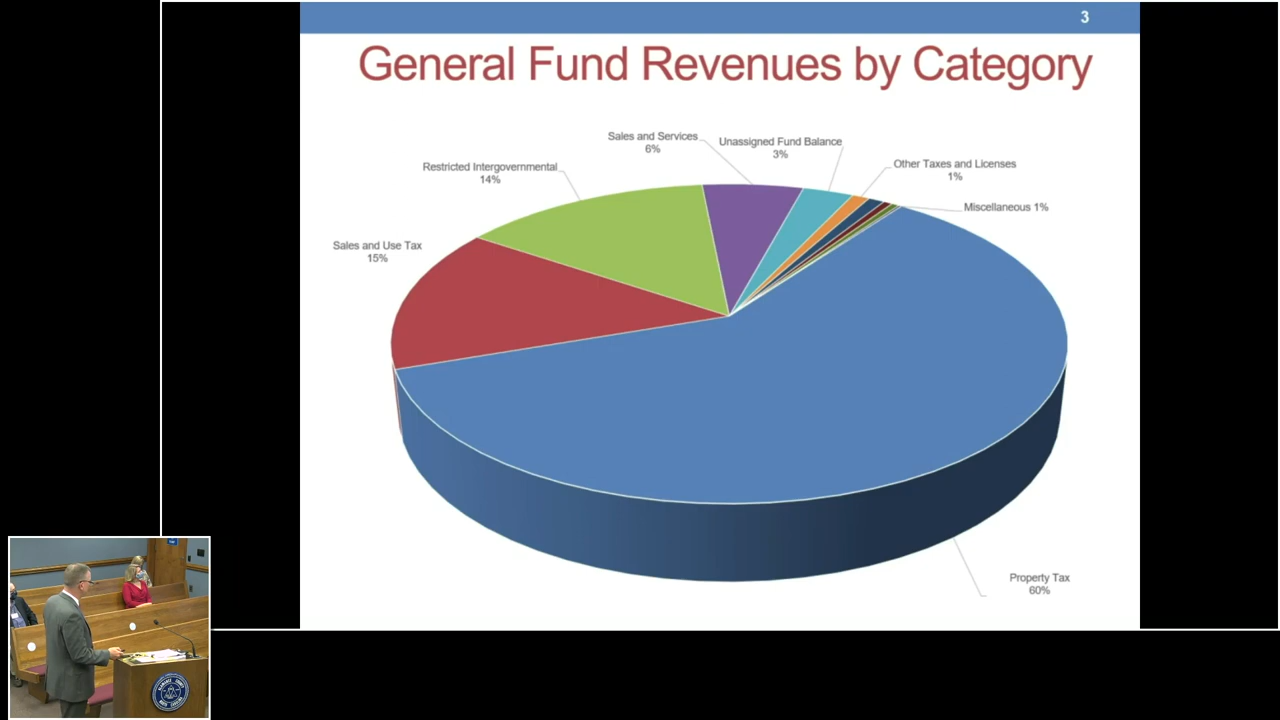 3
General Fund Revenues by Category
Sales and Services
6%
Unassigned Fund Balance
3%
Other Taxes and Licenses
1%
Restricted Intergovernmental
14%
Miscellaneous 1%
Sales and Use Tax
15%
Property Tax
60%